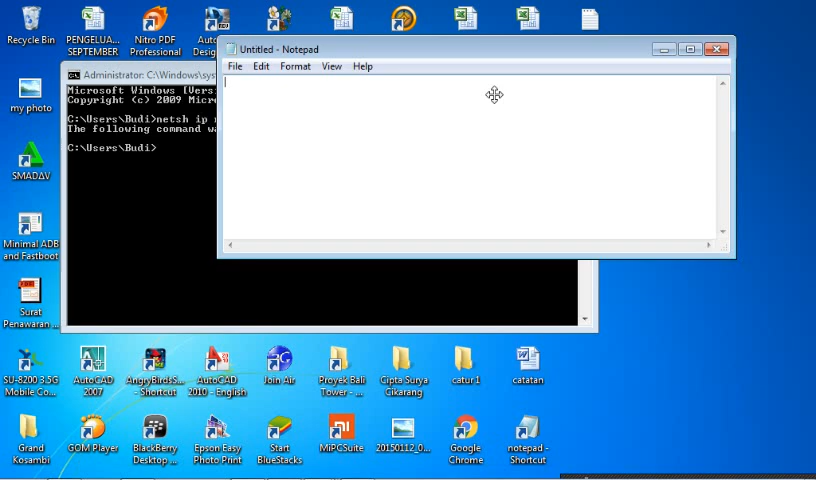 Recycle Bin
PENGELUA...
SEPTEMBER
Nitro PDF
Professional
Untitled - Notepad
File Edit Format View Help
Administrator: C:\Windows\sys
Microsoft Windows [Vers
Copyright (c) 2009 Micr
C:\Users\Budi>netsh ip
The following command w
C:\Users\Budi>
my photo
SMADAV
Minimal ADB
and Fastboot
Surat
Penawaran ...
SU-8200 3.5G
Mobile Co...
AutoCAD
2007
AngryBirdsS...
- Shortcut
AutoCAD
2010 - English
Join Air
Proyek Bali
Tower - ...
Cipta Surya
Cikarang
catur 1
catatan
Grand
Kosambi
GOM Player
BlackBerry
Desktop ...
Epson Easy
Photo Print
Start
BlueStacks
MiPCSuite
20150112_0...
Google
Chrome
notepad -
Shortcut